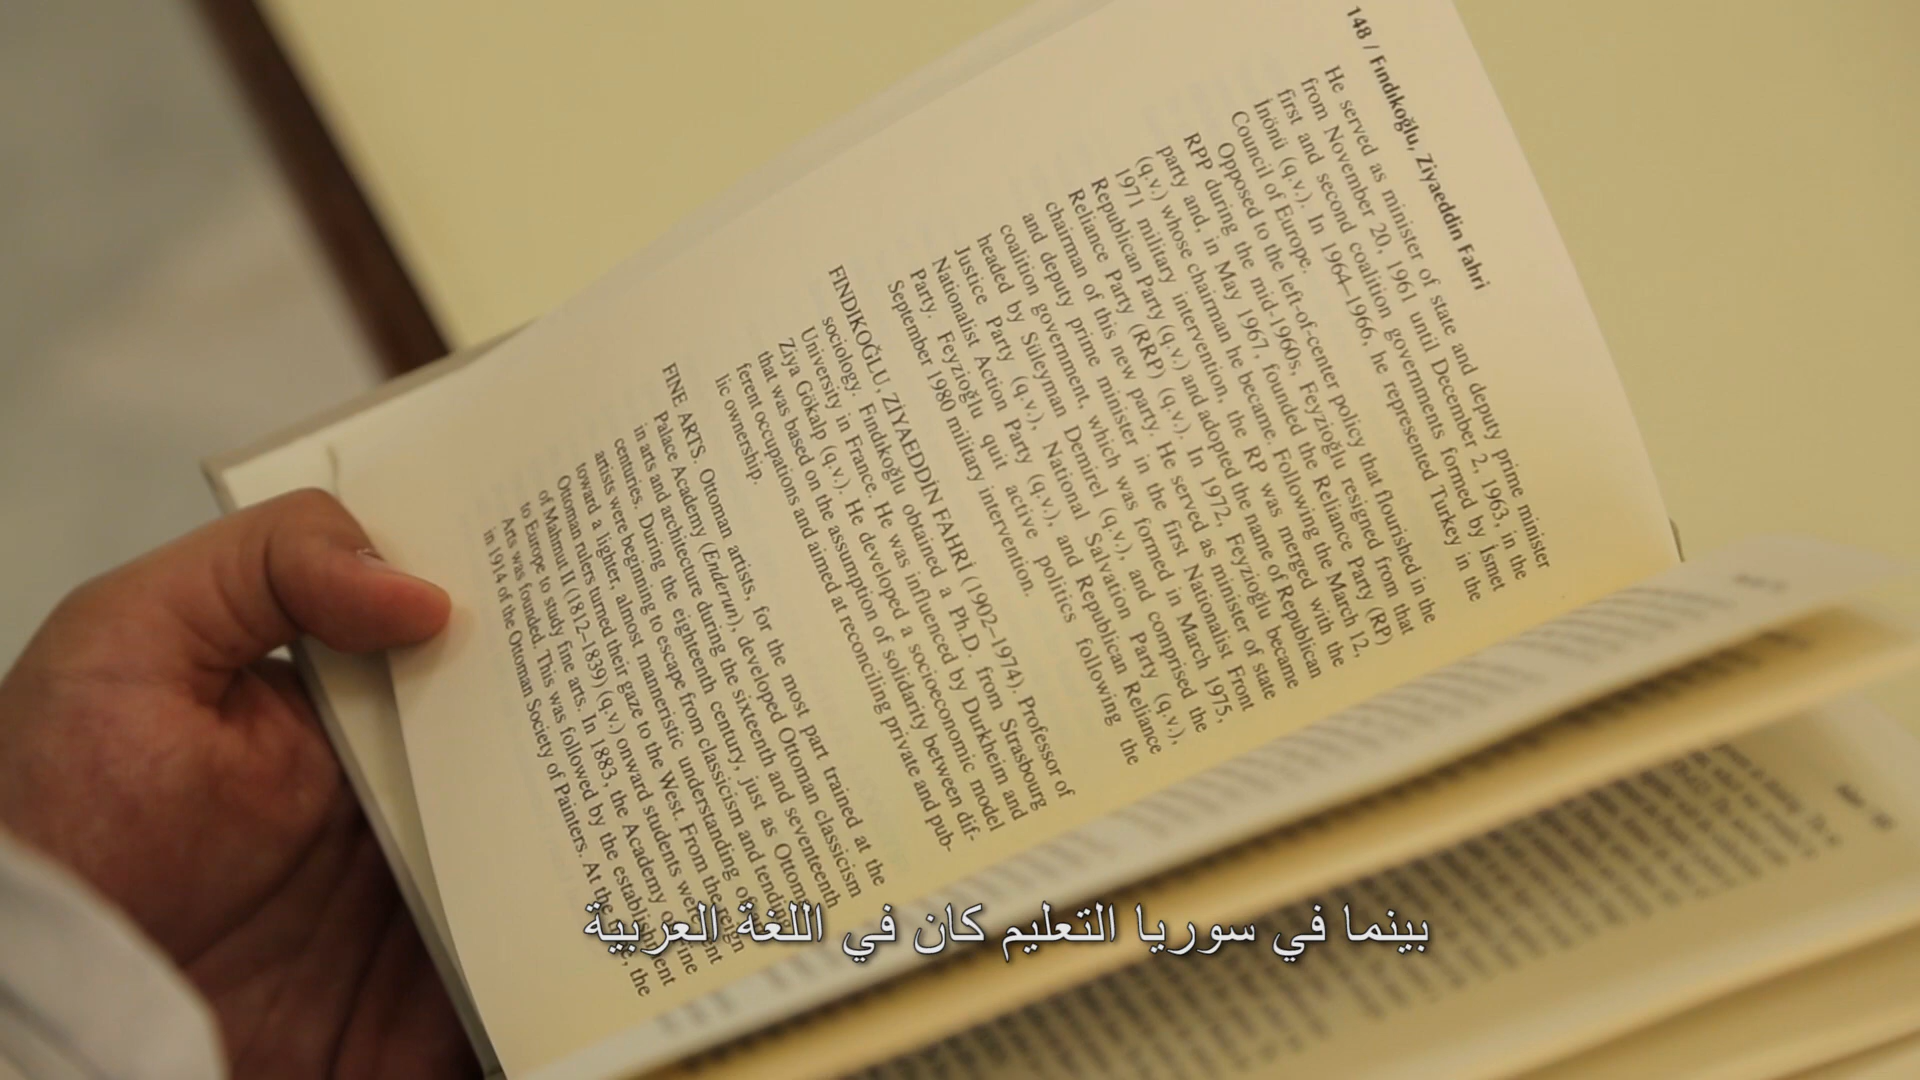 148 / Fındıkoğlu, Ziyaeddin Fahri
He served as minister of state and deputy prime minister
from November 20, 1961 until December 2, 1963, in the
first and second coalition governments formed by İsmet
İnönü (q.v.). In 1964–1966, he represented Turkey in the
Council of Europe.
Opposed to the left-of-center policy that flourished in the
RPP during the mid-1960s, Feyzioğlu resigned from that
party and, in May 1967, founded the Reliance Party (RP)
(q.v.) whose chairman he became. Following the March 12,
1971 military intervention, the RP was merged with the
Republican Party (q.v.) and adopted the name of Republican
Reliance Party (RRP) (q.v.). In 1972, Feyzioğlu became
chairman of this new party. He served as minister of state
and deputy prime minister in the first Nationalist Front
coalition government, which was formed in March 1975,
headed by Süleyman Demirel (q.v.), and comprised the
Justice Party (q.v.), National Salvation Party (q.v.),
Nationalist Action Party (q.v.), and Republican Reliance
Party. Feyzioğlu quit active politics following the
September 1980 military intervention.
FINDIKOĞLU, ZİYAEDDİN FAHRİ (1902–1974). Professor of
sociology. Fındıkoğlu obtained a Ph.D. from Strasbourg
University in France. He was influenced by Durkheim and
Ziya Gökalp (q.v.). He developed a socioeconomic model
that was based on the assumption of solidarity between dif-
ferent occupations and aimed at reconciling private and pub-
lic ownership.
FINE ARTS. Ottoman artists, for the most part trained at the
Palace Academy (Enderun), developed Ottoman classicism
in arts and architecture during the sixteenth and seventeenth
centuries. During the eighteenth century, just as Ottoman
artists were beginning to escape from classicism and tending
toward a lighter, almost manneristic understanding of
Ottoman rulers turned their gaze to the West. From the reign
of Mahmut II (1812–1839) (q.v.) onward students were sent
to Europe to study fine arts. In 1883, the Academy of Fine
Arts was founded. This was followed by the establishment
in 1914 of the Ottoman Society of Painters. At the the
بينما في سوريا التعليم كان في اللغة العربية